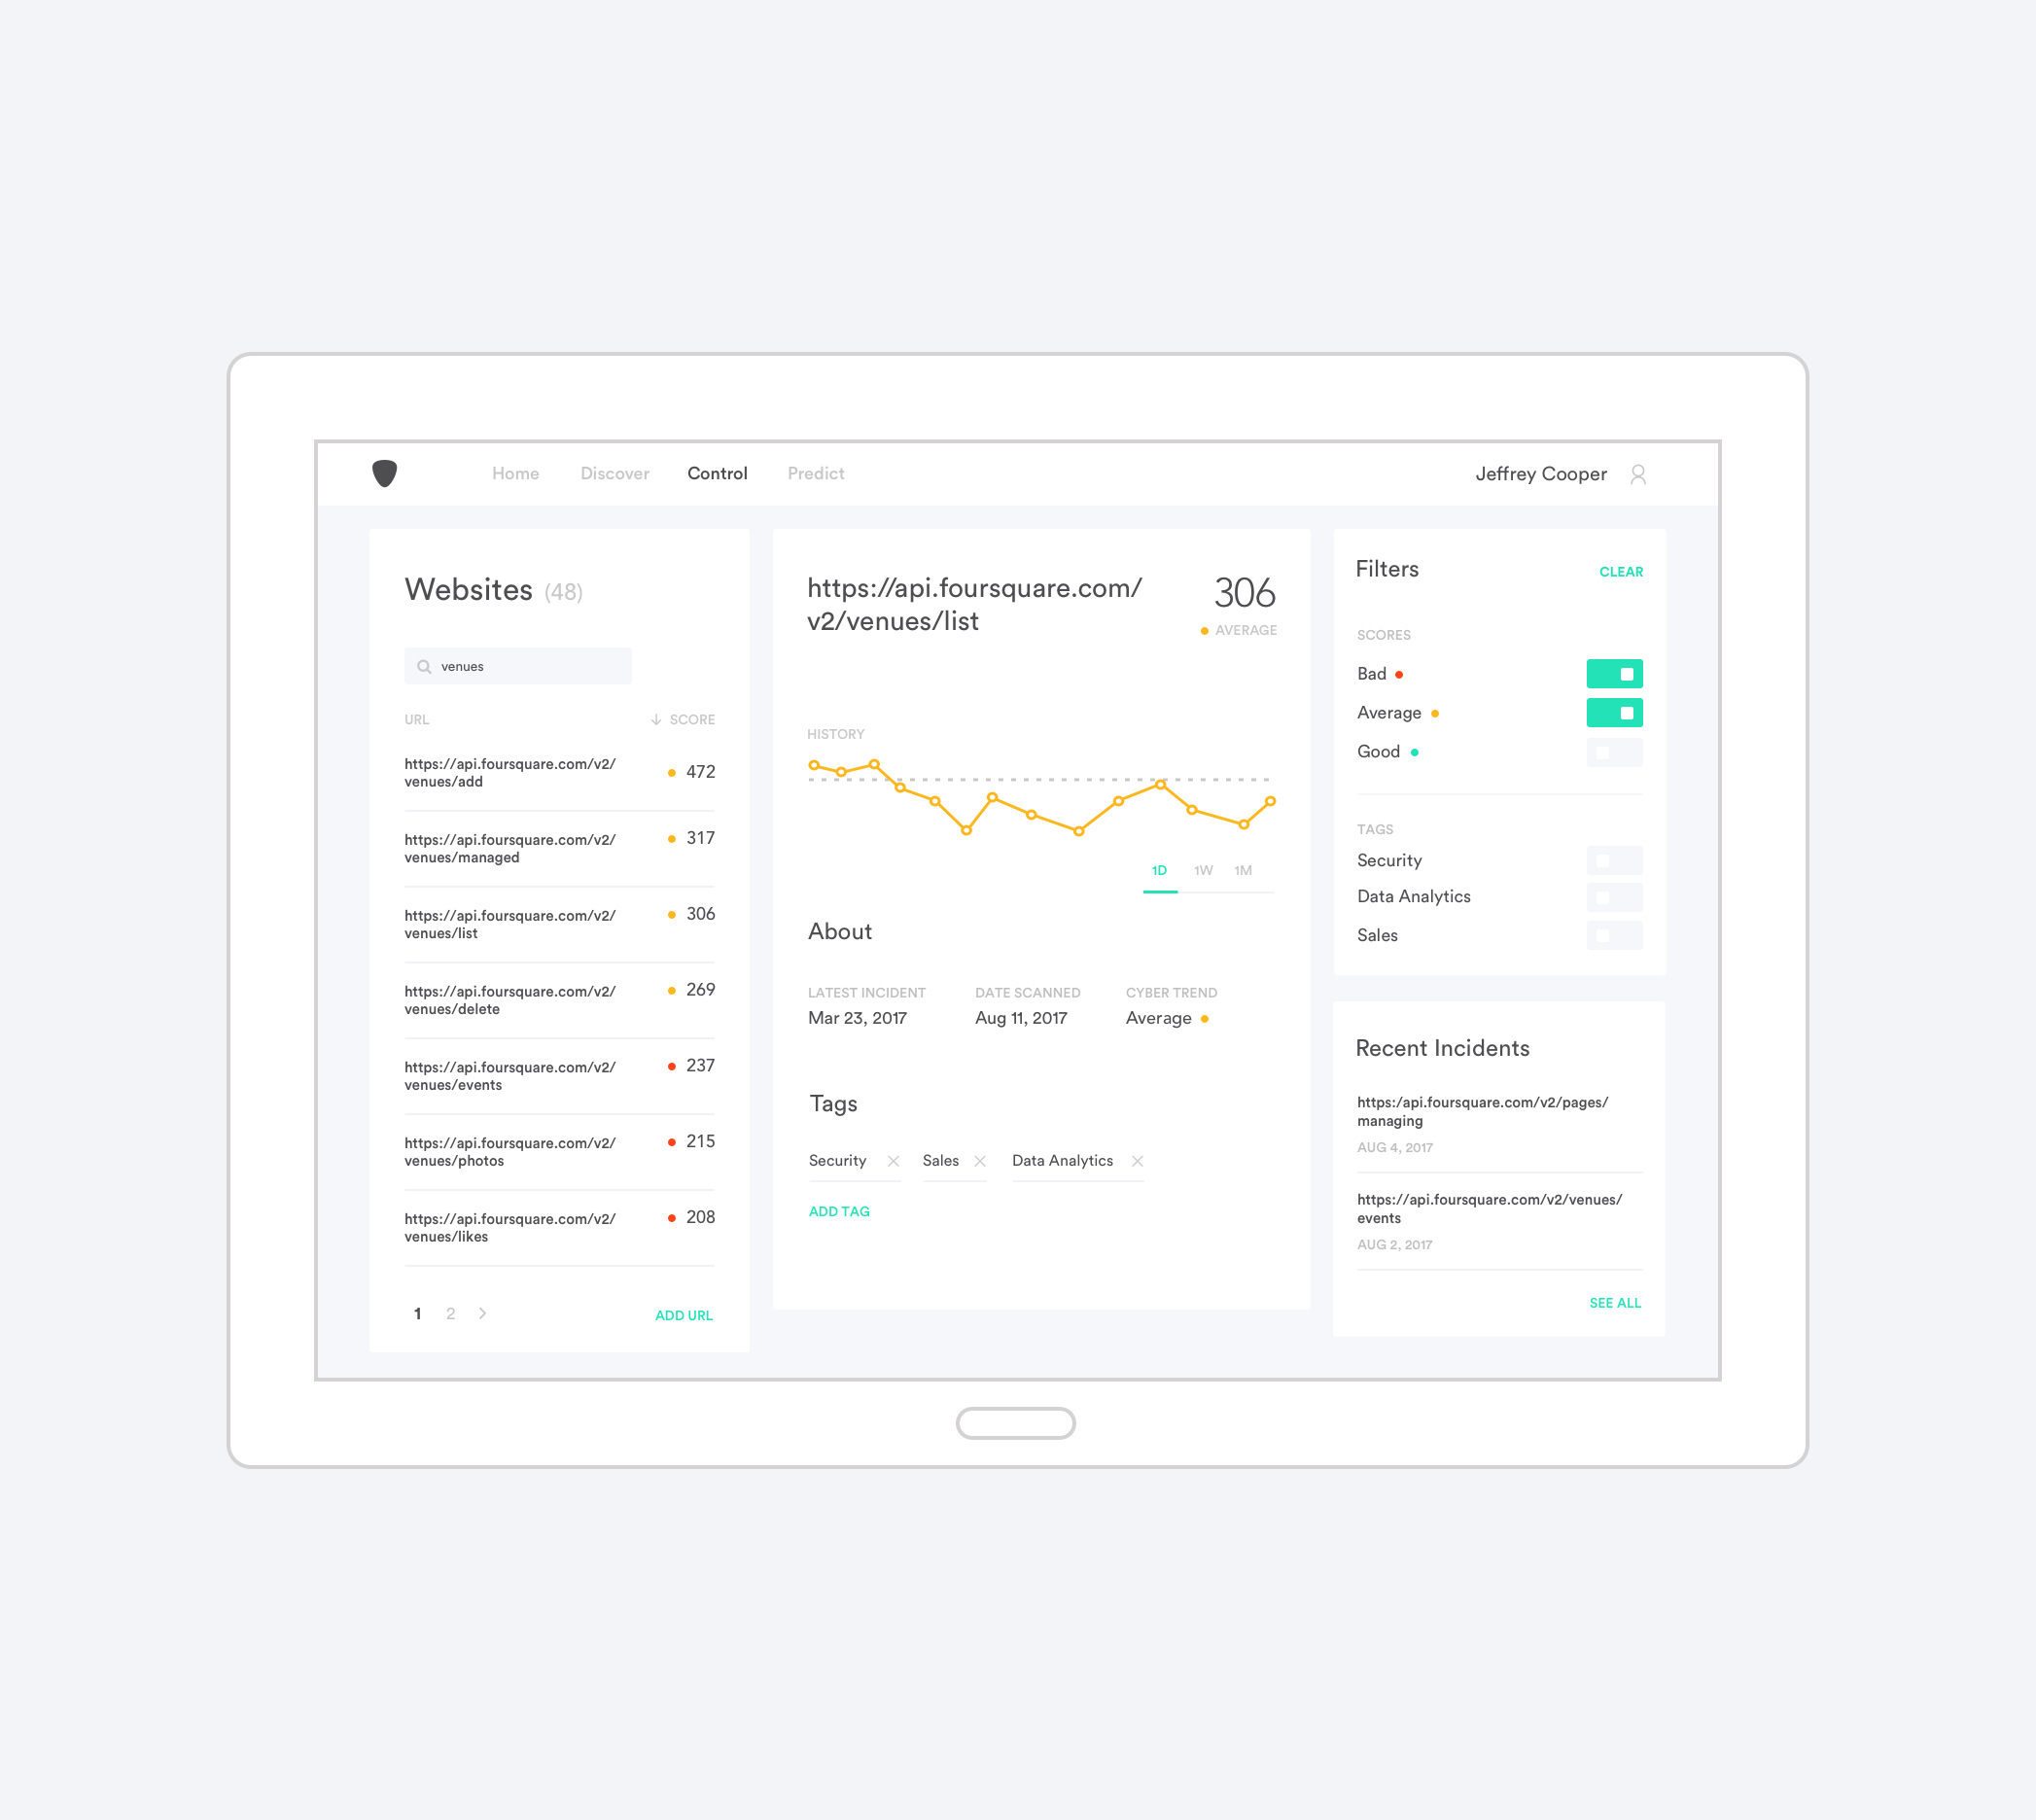 Home Discover Control Predict Jeffrey Cooper
Websites (48)
venues
URL SCORE
https://api.foursquare.com/v2/
venues/add
472
https://api.foursquare.com/v2/
venues/managed
317
https://api.foursquare.com/v2/
venues/list
306
https://api.foursquare.com/v2/
venues/delete
269
https://api.foursquare.com/v2/
venues/events
237
https://api.foursquare.com/v2/
venues/photos
215
https://api.foursquare.com/v2/
venues/likes
208
1 2
ADD URL
https://api.foursquare.com/
v2/venues/list
306
AVERAGE
HISTORY
1D 1W 1M
About
LATEST INCIDENT DATE SCANNED CYBER TREND
Mar 23, 2017 Aug 11, 2017 Average
Tags
Security Sales Data Analytics
ADD TAG
Filters CLEAR
SCORES
Bad
Average
Good
TAGS
Security
Data Analytics
Sales
Recent Incidents
https:/api.foursquare.com/v2/pages/
managing
AUG 4, 2017
https://api.foursquare.com/v2/venues/
events
AUG 2, 2017
SEE ALL